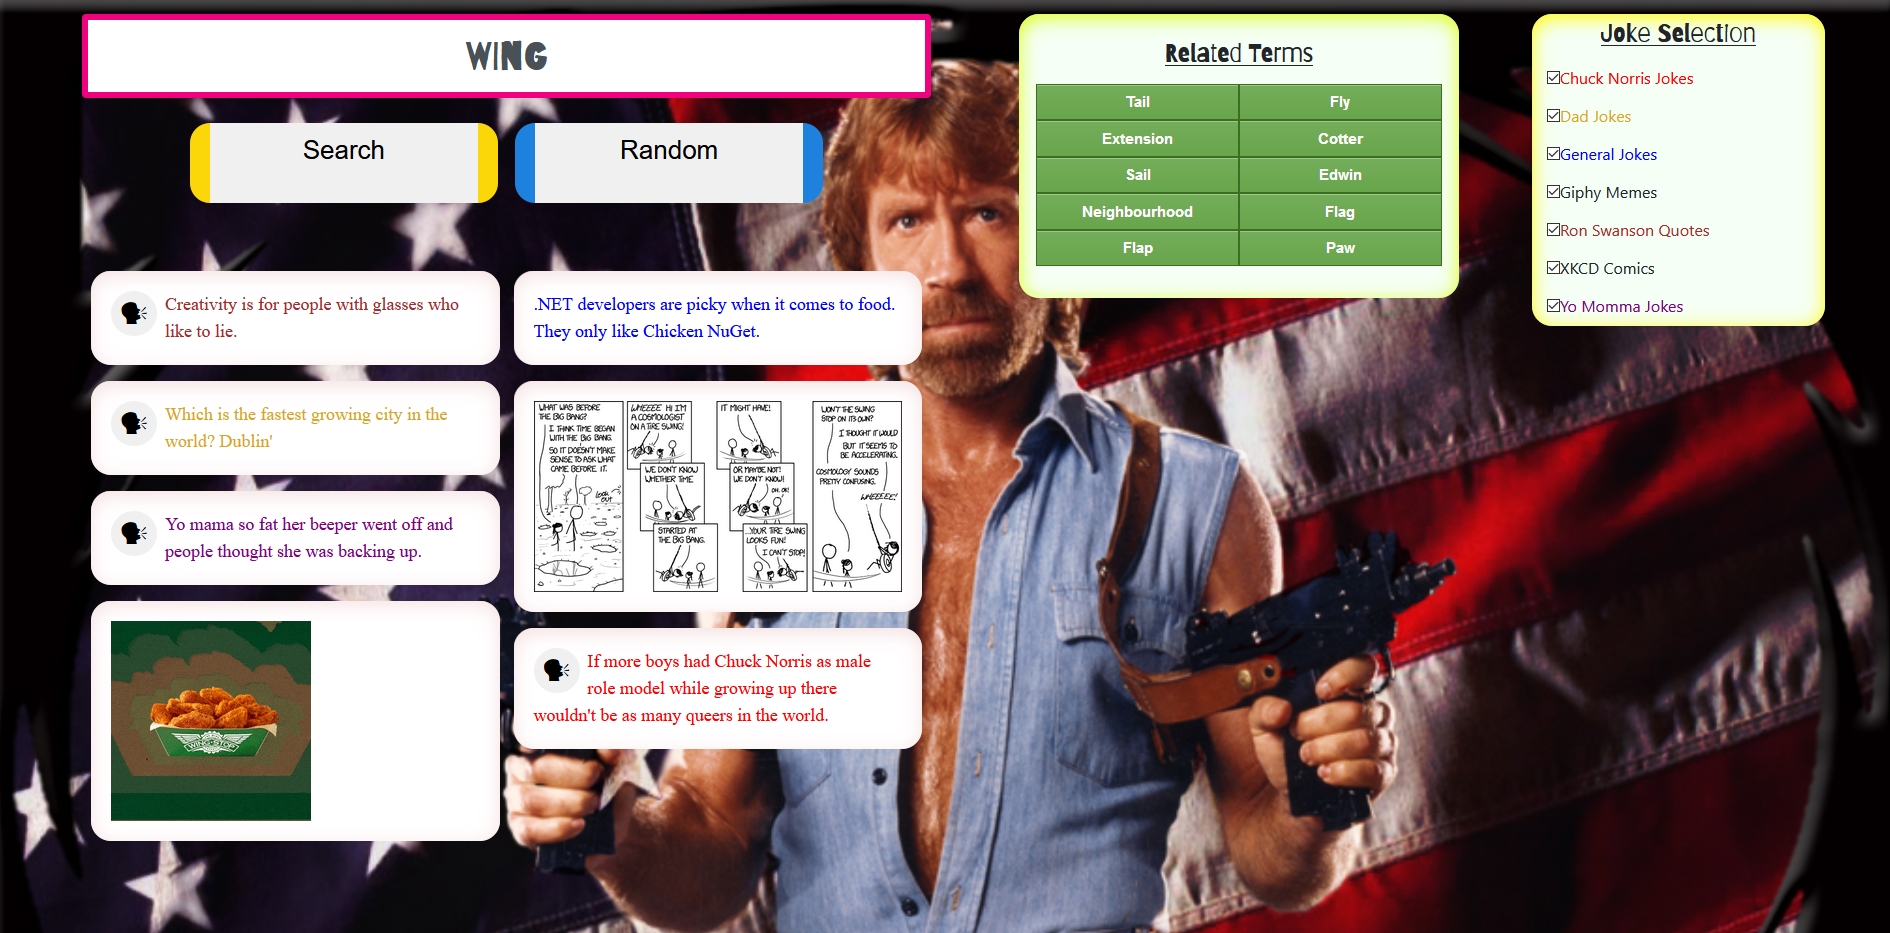 WING
Search
Random
Creativity is for people with glasses who
like to lie.
Which is the fastest growing city in the
world? Dublin'
Yo mama so fat her beeper went off and
people thought she was backing up.
WING-STOP
.NET developers are picky when it comes to food.
They only like Chicken NuGet.
WHAT WAS BEFORE
THE BIG BANG?
I THINK TIME BEGAN
WITH THE BIG BANG.
SO IT DOESN'T MAKE
SENSE TO ASK WHAT
CAME BEFORE IT.
LOOK
OUT
WHEEEE HI I'M
A COSMOLOGIST
ON A TIRE SWING!
WE DON'T KNOW
WHETHER TIME
STARTED AT
THE BIG BANG.
IT MIGHT HAVE!
OR MAYBE NOT!
WE DON'T KNOW!
OH, OK!
...YOUR TIRE SWING
LOOKS FUN!
I CAN'T STOP!
WON'T THE SWING
STOP ON ITS OWN?
I THOUGHT IT WOULD
BUT IT SEEMS TO
BE ACCELERATING.
COSMOLOGY SOUNDS
PRETTY CONFUSING.
WHEEEEE!
If more boys had Chuck Norris as male
role model while growing up there
wouldn't be as many queers in the world.
Related Terms
Tail
Fly
Extension
Cotter
Sail
Edwin
Neighbourhood
Flag
Flap
Paw
Joke Selection
Chuck Norris Jokes
Dad Jokes
General Jokes
Giphy Memes
Ron Swanson Quotes
XKCD Comics
Yo Momma Jokes